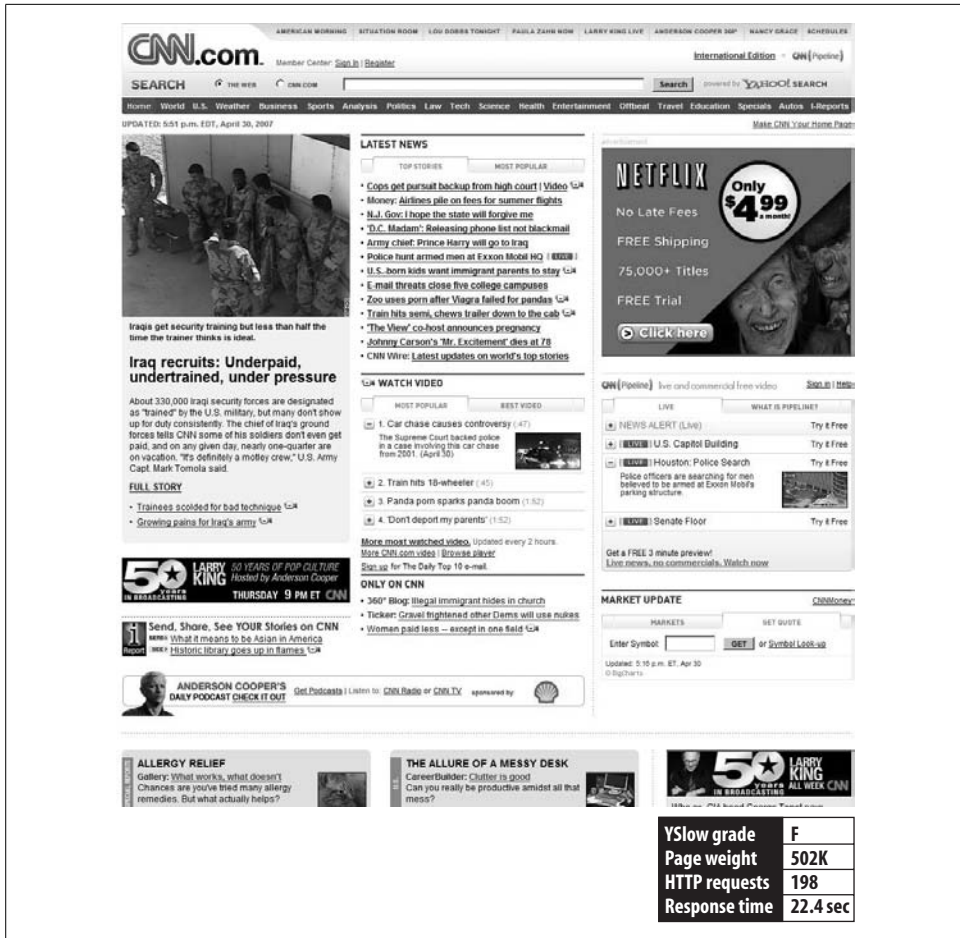 AMERICAN MORNING SITUATION ROOM LOU DOBBS TONIGHT PAULA ZAHN NOW LARRY KING LIVE ANDERSON COOPER 360° NANCY GRACE SCHEDULES
CNN.com.
Member Center: Sign In | Register
International Edition
CNN(Pipeline)
SEARCH THE WEB CNN.COM Search powered by YAHOO! SEARCH
Home World U.S. Weather Business Sports Analysis Politics Law Tech Science Health Entertainment Offbeat Travel Education Specials Autos I-Reports
UPDATED: 5:51 p.m. EDT, April 30, 2007
Make CNN Your Home Page
Iraqis get security training but less than half the
time the trainer thinks is ideal.
Iraq recruits: Underpaid,
undertrained, under pressure
About 330,000 Iraqi security forces are designated
as "trained" by the U.S. military, but many don't show
up for duty consistently. The chief of Iraq's ground
forces tells CNN some of his soldiers don't even get
paid, and on any given day, nearly one-quarter are
on vacation. "It's definitely a motley crew," U.S. Army
Capt. Mark Tomola said.
FULL STORY
• Trainees scolded for bad technique
• Growing pains for Iraq's army
50 years IN BROADCASTING
LARRY KING
50 YEARS OF POP CULTURE
Hosted by Anderson Cooper
THURSDAY 9 PM ET CNN
i Report
Send, Share, See YOUR Stories on CNN
What it means to be Asian in America
SEE» Historic library goes up in flames
LATEST NEWS
TOP STORIES MOST POPULAR
• Cops get pursuit backup from high court | Video
• Money: Airlines pile on fees for summer flights
• N.J. Gov: I hope the state will forgive me
• 'D.C. Madam': Releasing phone list not blackmail
• Army chief: Prince Harry will go to Iraq
• Police hunt armed men at Exxon Mobil HQ | LIVE |
• U.S.-born kids want immigrant parents to stay
• E-mail threats close five college campuses
• Zoo uses porn after Viagra failed for pandas
• Train hits semi, chews trailer down to the cab
• 'The View' co-host announces pregnancy
• Johnny Carson's 'Mr. Excitement' dies at 78
• CNN Wire: Latest updates on world's top stories
WATCH VIDEO
MOST POPULAR BEST VIDEO
1. Car chase causes controversy (:47)
The Supreme Court backed police
in a case involving this car chase
from 2001. (April 30)
2. Train hits 18-wheeler (:45)
3. Panda porn sparks panda boom (1:52)
4. 'Don't deport my parents' (1:52)
More most watched video. Updated every 2 hours.
More CNN.com video | Browse player
Sign up for The Daily Top 10 e-mail.
ONLY ON CNN
• 360° Blog: Illegal immigrant hides in church
• Ticker: Gravel frightened other Dems will use nukes
• Women paid less -- except in one field
advertisement
NETFLIX
Only
$4.99
a month!
No Late Fees
FREE Shipping
75,000+ Titles
FREE Trial
Click here
CNN(Pipeline) live and commercial free video Sign in | Help
LIVE WHAT IS PIPELINE?
NEWS ALERT (Live) Try it Free
| LIVE | U.S. Capitol Building Try it Free
| LIVE | Houston: Police Search Try it Free
Police officers are searching for men
believed to be armed at Exxon Mobil's
parking structure.
| LIVE | Senate Floor Try it Free
Get a FREE 3 minute preview!
Live news, no commercials. Watch now
MARKET UPDATE CNNMoney
MARKETS GET QUOTE
Enter Symbol GET or Symbol Look-up
Updated: 5:16 p.m. ET, Apr 30
© BigCharts
ANDERSON COOPER'S
DAILY PODCAST CHECK IT OUT
Get Podcasts | Listen to: CNN Radio or CNN TV sponsored by:
ALLERGY RELIEF
Gallery: What works, what doesn't
Chances are you've tried many allergy
remedies. But what actually helps?
U.S.
THE ALLURE OF A MESSY DESK
CareerBuilder: Clutter is good
Can you really be productive amidst all that
mess?
50 years IN BROADCASTING
LARRY KING
ALL WEEK CNN
YSlow grade F
Page weight 502K
HTTP requests 198
Response time 22.4 sec